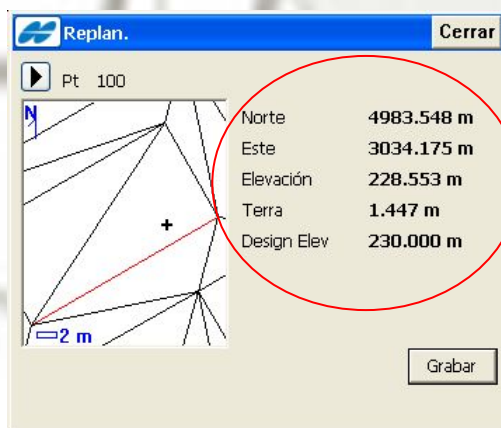 Replan. Cerrar
Pt 100
N
Norte 4983.548 m
Este 3034.175 m
Elevación 228.553 m
Terra 1.447 m
Design Elev 230.000 m
2 m
Grabar